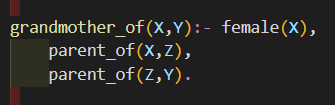 grandmother_of(X,Y):- female(X),
    parent_of(X,Z),
    parent_of(Z,Y).